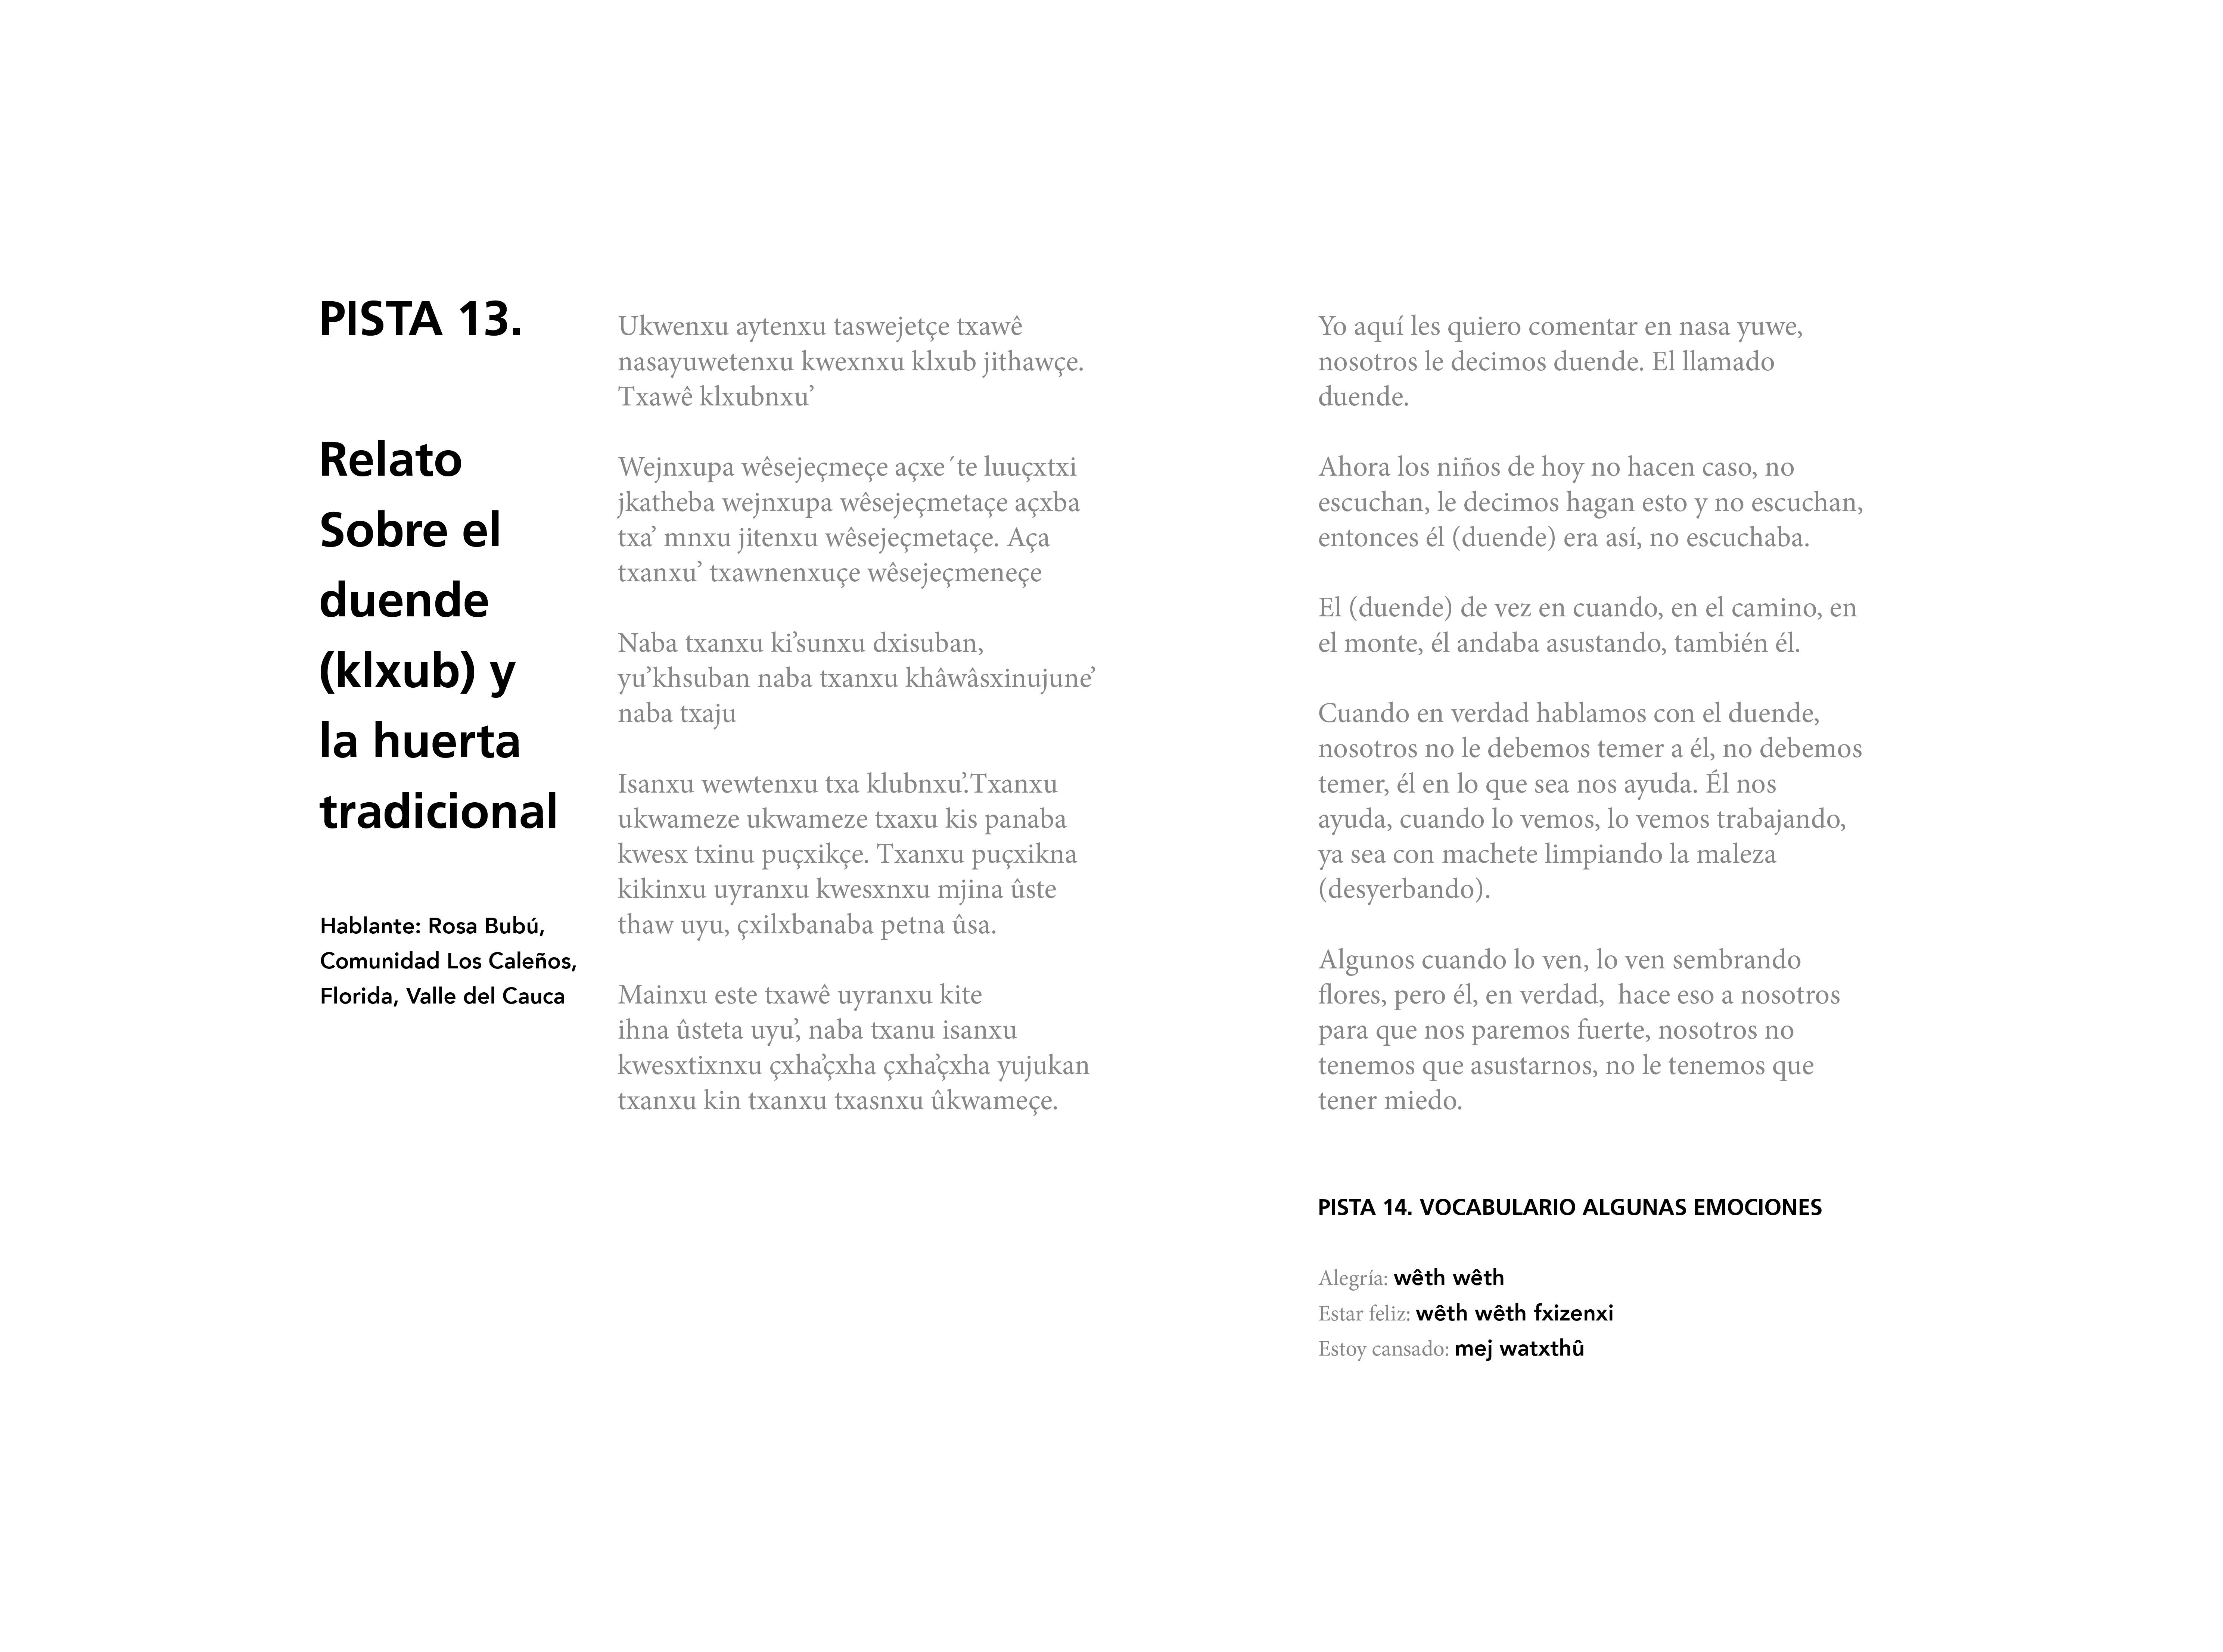 PISTA 13.
Relato
Sobre el
duende
(klxub) y
la huerta
tradicional
Hablante: Rosa Bubú,
Comunidad Los Caleños,
Florida, Valle del Cauca
Ukwenxu aytenxu taswejetçe txawê
nasayuwetenxu kwexnxu klxub jithawçe.
Txawê klxubnxu’
Wejnxupa wêsejeçmeçe açxe´te luuçxtxi
jkatheba wejnxupa wêsejeçmetaçe açxba
txa’ mnxu jitenxu wêsejeçmetaçe. Aça
txanxu’ txawnenxuçe wêsejeçmeneçe
Naba txanxu ki’sunxu dxisuban,
yu’khsuban naba txanxu khâwâsxinujune’
naba txaju
Isanxu wewtenxu txa klubnxu’.Txanxu
ukwameze ukwameze txaxu kis panaba
kwesx txinu puçxikçe. Txanxu puçxikna
kikinxu uyranxu kwesxnxu mjina ûste
thaw uyu, çxilxbanaba petna ûsa.
Mainxu este txawê uyranxu kite
ihna ûsteta uyu’, naba txanu isanxu
kwesxtixnxu çxha’çxha çxha’çxha yujukan
txanxu kin txanxu txasnxu ûkwameçe.
Yo aquí les quiero comentar en nasa yuwe,
nosotros le decimos duende. El llamado
duende.
Ahora los niños de hoy no hacen caso, no
escuchan, le decimos hagan esto y no escuchan,
entonces él (duende) era así, no escuchaba.
El (duende) de vez en cuando, en el camino, en
el monte, él andaba asustando, también él.
Cuando en verdad hablamos con el duende,
nosotros no le debemos temer a él, no debemos
temer, él en lo que sea nos ayuda. Él nos
ayuda, cuando lo vemos, lo vemos trabajando,
ya sea con machete limpiando la maleza
(desyerbando).
Algunos cuando lo ven, lo ven sembrando
flores, pero él, en verdad,  hace eso a nosotros
para que nos paremos fuerte, nosotros no
tenemos que asustarnos, no le tenemos que
tener miedo.
PISTA 14. VOCABULARIO ALGUNAS EMOCIONES
Alegría: wêth wêth
Estar feliz: wêth wêth fxizenxi
Estoy cansado: mej watxthû